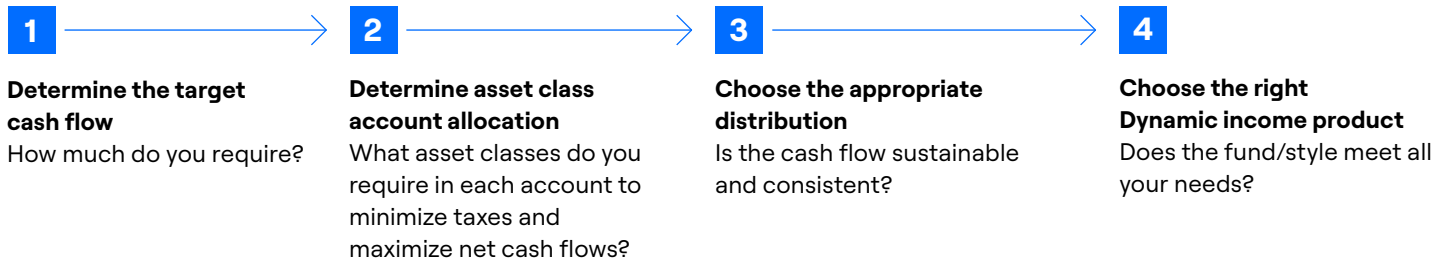 1
Determine the target
cash flow
How much do you require?
2
Determine asset class
account allocation
What asset classes do you
require in each account to
minimize taxes and
maximize net cash flows?
3
Choose the appropriate
distribution
Is the cash flow sustainable
and consistent?
4
Choose the right
Dynamic income product
Does the fund/style meet all
your needs?